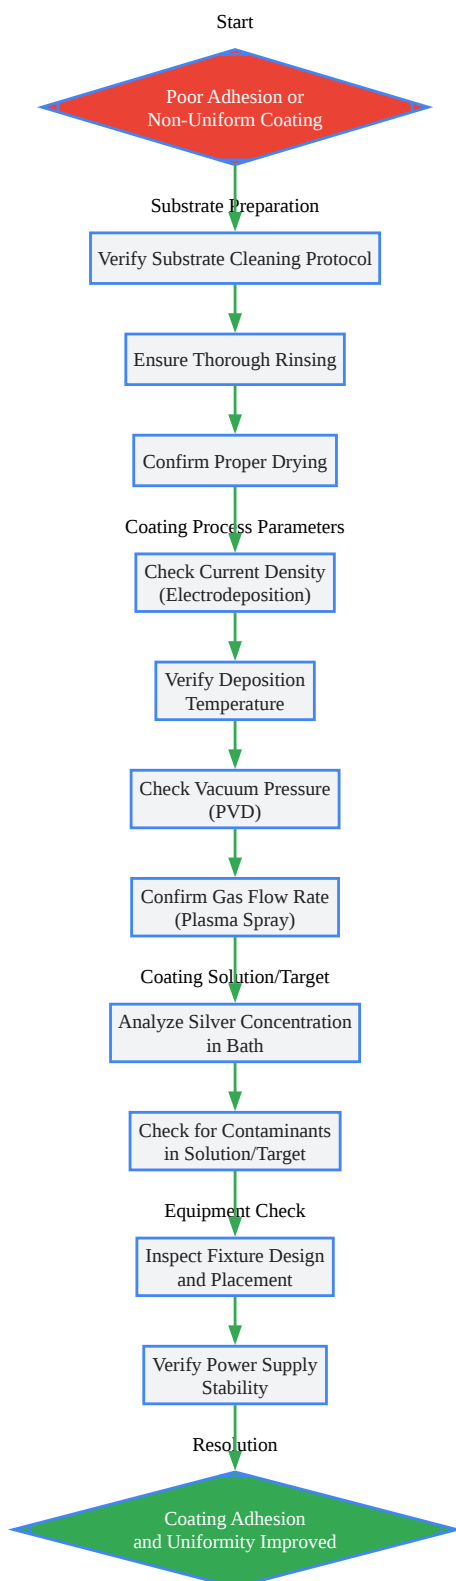 Start
Poor Adhesion or
Non-Uniform Coating
Substrate Preparation
Verify Substrate Cleaning Protocol
Ensure Thorough Rinsing
Confirm Proper Drying
Coating Process Parameters
Check Current Density
(Electrodeposition)
Verify Deposition
Temperature
Check Vacuum Pressure
(PVD)
Confirm Gas Flow Rate
(Plasma Spray)
Coating Solution/Target
Analyze Silver Concentration
in Bath
Check for Contaminants
in Solution/Target
Equipment Check
Inspect Fixture Design
and Placement
Verify Power Supply
Stability
Resolution
Coating Adhesion
and Uniformity Improved